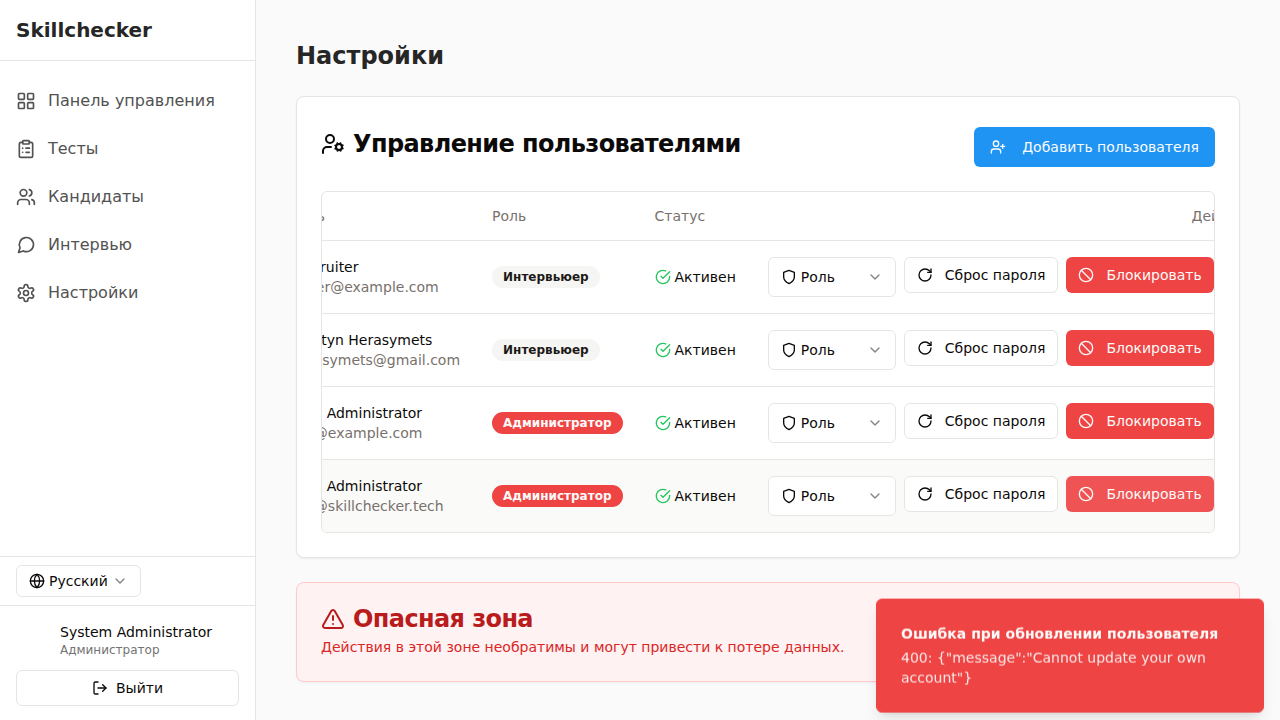 Skillchecker
Панель управления
Тесты
Кандидаты
Интервью
Настройки
Русский
System Administrator
Администратор
Выйти
Настройки
Управление пользователями
Добавить пользователя
Роль Статус
ruiter
er@example.com
Интервьюер Активен Роль Сброс пароля Блокировать
tyn Herasymets
symets@gmail.com
Интервьюер Активен Роль Сброс пароля Блокировать
Administrator
@example.com
Администратор Активен Роль Сброс пароля Блокировать
Administrator
@skillchecker.tech
Администратор Активен Роль Сброс пароля Блокировать
Опасная зона
Действия в этой зоне необратимы и могут привести к потере данных.
Ошибка при обновлении пользователя
400: {"message":"Cannot update your own
account"}